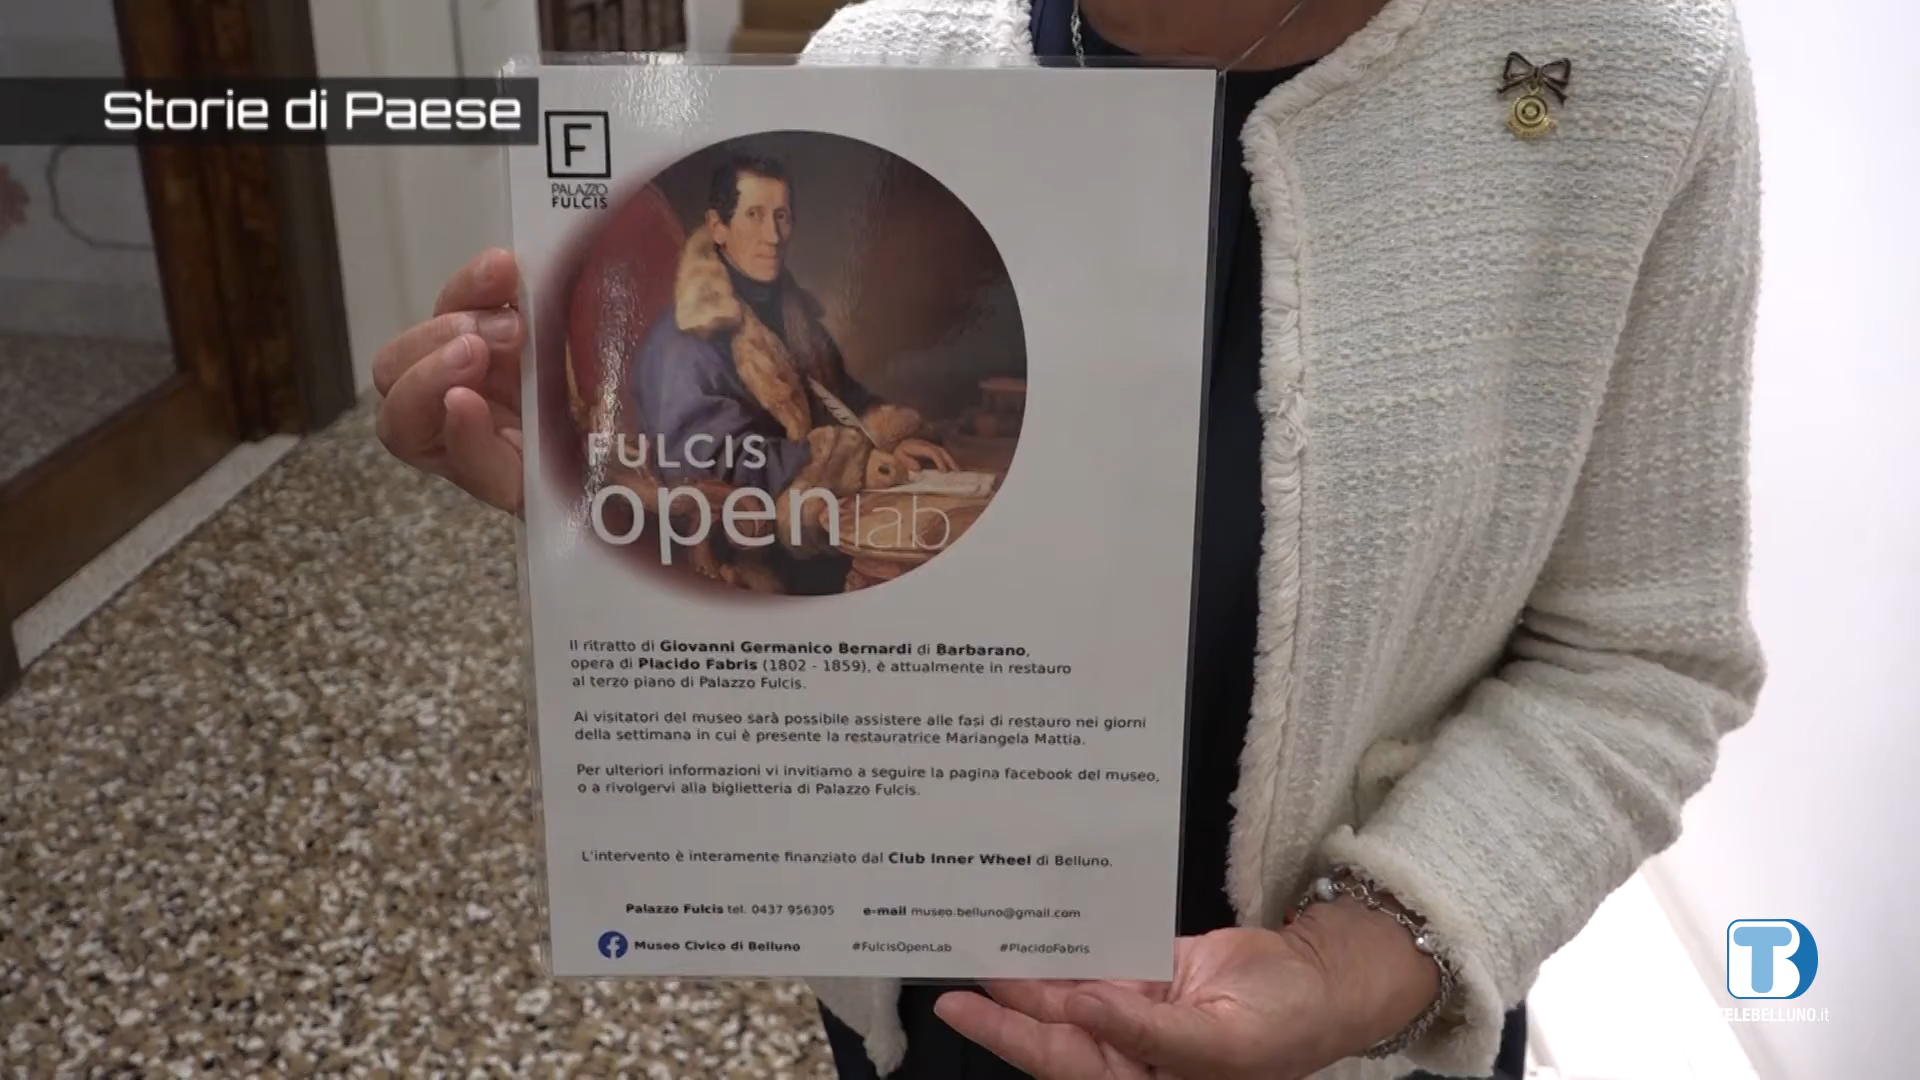 Storie di Paese
F
PALAZZO
FULCIS
FULCIS
openlab
Il ritratto di Giovanni Germanico Bernardi di Barbarano,
opera di Placido Fabris (1802 - 1859), è attualmente in restauro
al terzo piano di Palazzo Fulcis.
Ai visitatori del museo sarà possibile assistere alle fasi di restauro nei giorni
della settimana in cui è presente la restauratrice Mariangela Mattia.
Per ulteriori informazioni vi invitiamo a seguire la pagina facebook del museo,
o a rivolgervi alla biglietteria di Palazzo Fulcis.
L'intervento è interamente finanziato dal Club Inner Wheel di Belluno.
Palazzo Fulcis tel. 0437 956305 e-mail museo.belluno@gmail.com
Museo Civico di Belluno #FulcisOpenLab #PlacidoFabris
TB
TELEBELLUNO.it